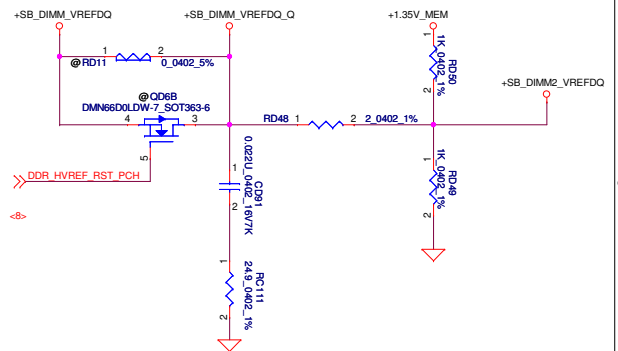 +SB_DIMM_VREFDQ
+SB_DIMM_VREFDQ_Q
+1.35V_MEM
1
1K_0402_1%
RD50
2
+SB_DIMM2_VREFDQ
1
2
@RD11
0_0402_5%
@QD6B
DMN66D0LDW-7_SOT363-6
4
3
5
RD48
1
2
2_0402_1%
DDR_HVREF_RST_PCH
<8>
1
0.022U_0402_16V7K
CD91
2
1
1K_0402_1%
RD49
2
1
24.9_0402_1%
RC111
2